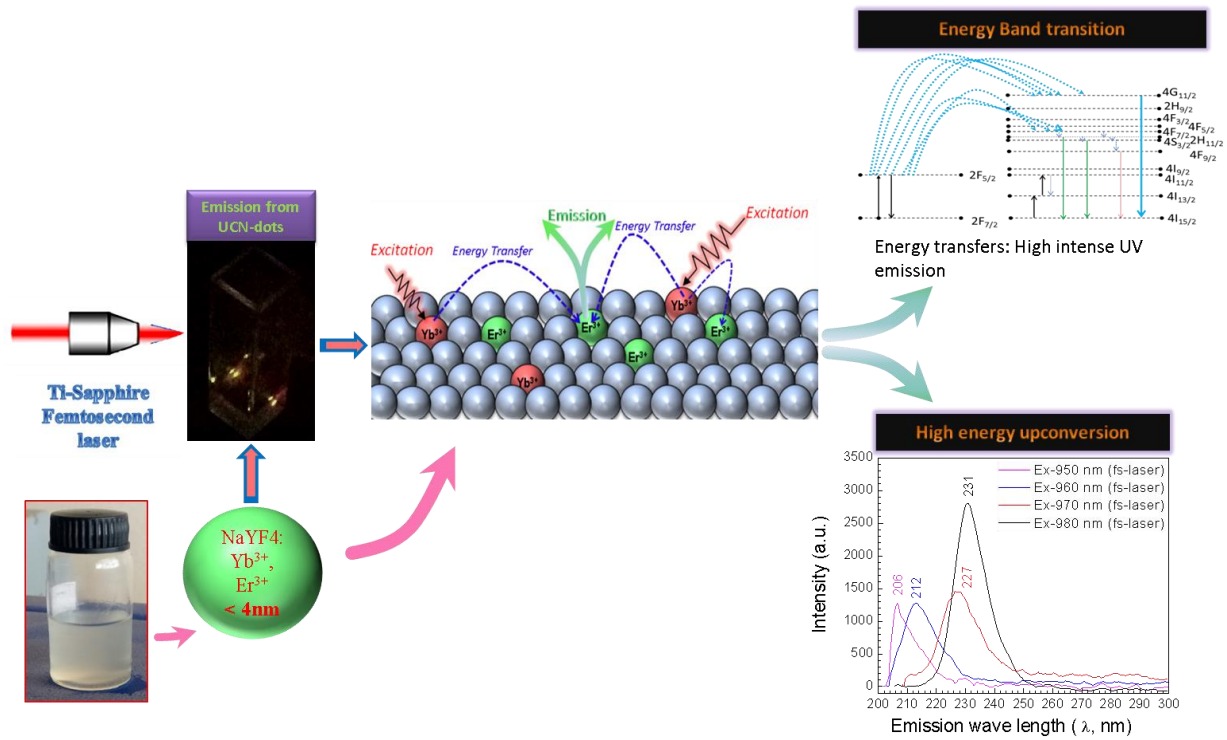 Ti-Sapphire
Femtosecond
laser
Emission from
UCN-dots
NaYF4:
Yb³⁺,
Er³⁺
< 4nm
Excitation
Energy Transfer
Emission
Energy Transfer
Excitation
Yb³⁺
Er³⁺
Er³⁺
Yb³⁺
Er³⁺
Er³⁺
Yb³⁺
Energy Band transition
4G₁₁/₂
2H₉/₂
4F₃/₂
4F₅/₂
4F₇/₂
2H₁₁/₂
4S₃/₂
4F₉/₂
4I₉/₂
4I₁₁/₂
4I₁₃/₂
4I₁₅/₂
2F₅/₂
2F₇/₂
Energy transfers: High intense UV
emission
High energy upconversion
Intensity (a.u.)
3500
3000
2500
2000
1500
1000
500
0
206
212
231
227
Ex-950 nm (fs-laser)
Ex-960 nm (fs-laser)
Ex-970 nm (fs-laser)
Ex-980 nm (fs-laser)
200 210 220 230 240 250 260 270 280 290 300
Emission wave length ( λ, nm)